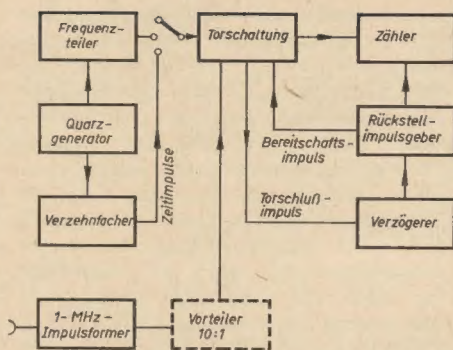 Frequenz-
teiler
Torschaltung
Zähler
Quarz-
generator
Rückstell-
impulsgeber
Bereitschafts-
impuls
Zeitimpulse
Torschluß-
impuls
Verzehnfacher
Verzögerer
1-MHz-
Impulsformer
Vorteiler
10:1